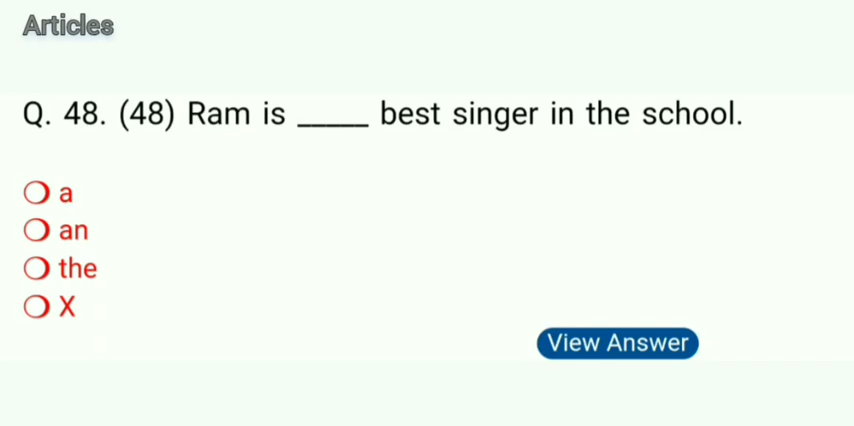 Articles
Q. 48. (48) Ram is _____ best singer in the school.
a
an
the
X
View Answer